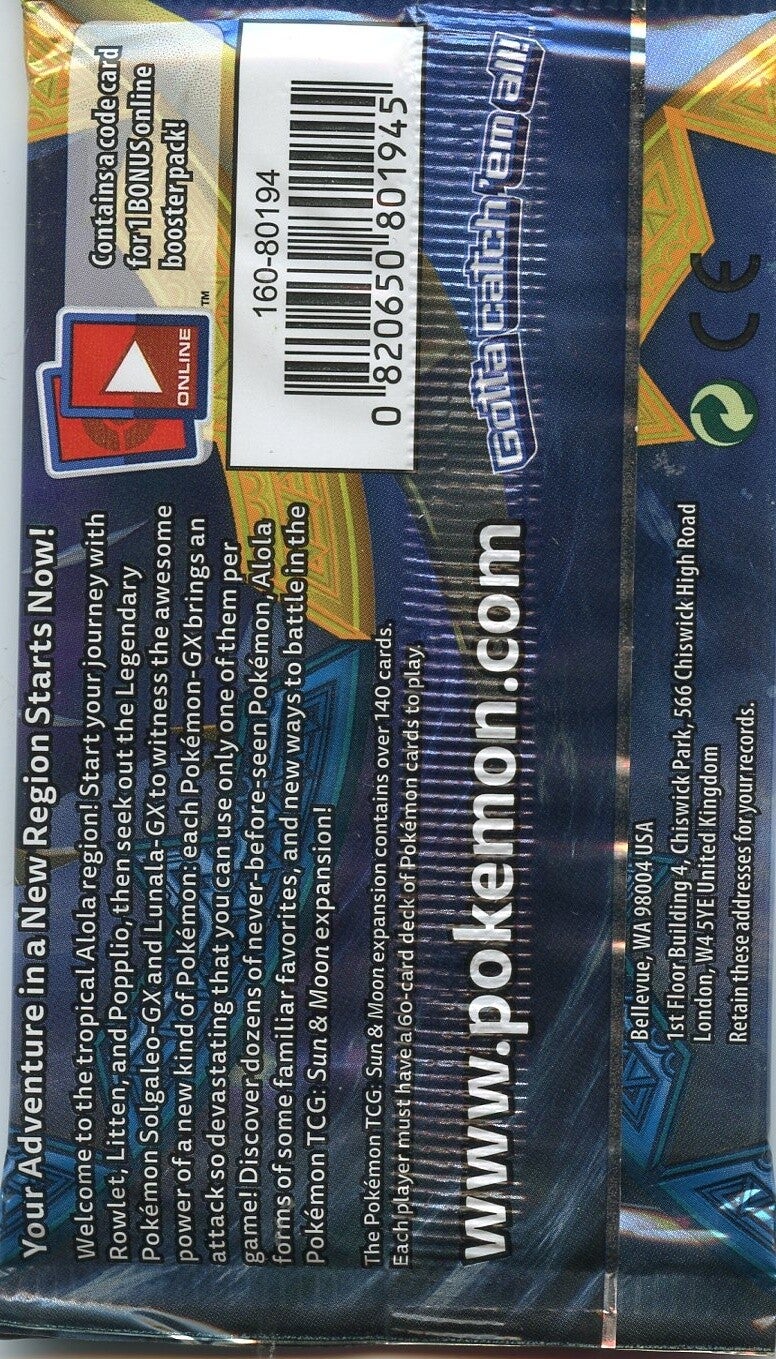 Your Adventure in a New Region Starts Now!
Welcome to the tropical Alola region! Start your journey with
Rowlet, Litten, and Popplio, then seek out the Legendary
Pokémon Solgaleo-GX and Lunala-GX to witness the awesome
power of a new kind of Pokémon: each Pokémon-GX brings an
attack so devastating that you can use only one of them per
game! Discover dozens of never-before-seen Pokémon, Alola
forms of some familiar favorites, and new ways to battle in the
Pokémon TCG: Sun & Moon expansion!
The Pokémon TCG: Sun & Moon expansion contains over 140 cards.
Each player must have a 60-card deck of Pokémon cards to play.
www.pokemon.com
ONLINE
TM
Contains a code card
for 1 BONUS online
booster pack!
160-80194
0 820650 801945
Gotta catch 'em all!
Bellevue, WA 98004 USA
1st Floor Building 4, Chiswick Park, 566 Chiswick High Road
London, W4 5YE United Kingdom
Retain these addresses for your records.
CE